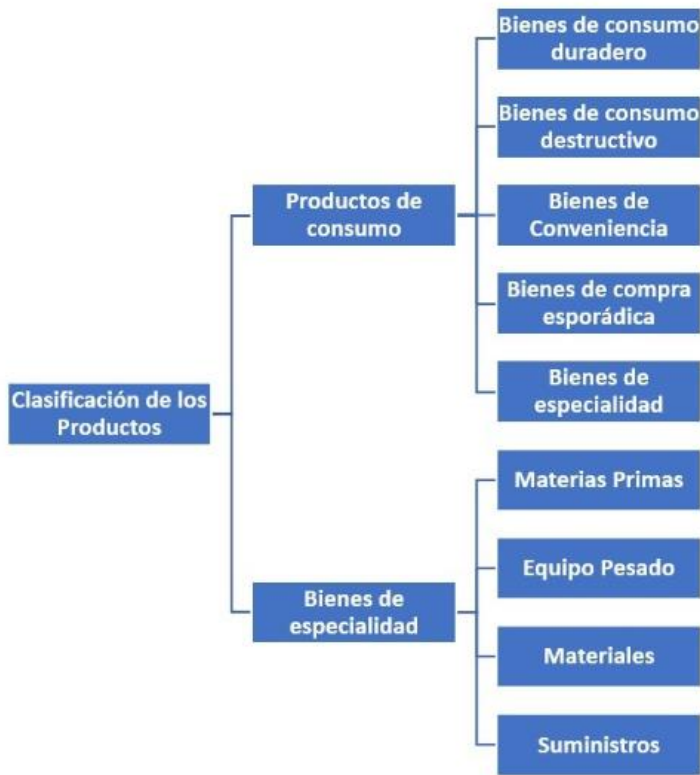 Clasificación de los
Productos
Productos de
consumo
Bienes de consumo
duradero
Bienes de consumo
destructivo
Bienes de
Conveniencia
Bienes de compra
esporádica
Bienes de
especialidad
Bienes de
especialidad
Materias Primas
Equipo Pesado
Materiales
Suministros